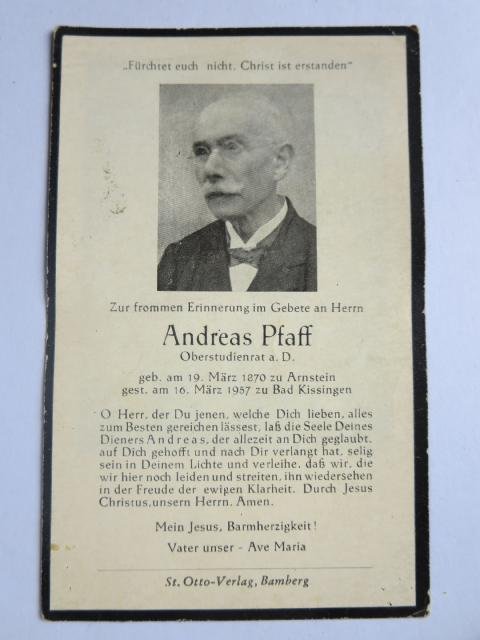 „Fürchtet euch nicht. Christ ist erstanden“
Zur frommen Erinnerung im Gebete an Herrn
Andreas Pfaff
Oberstudienrat a. D.
geb. am 19. März 1870 zu Arnstein
gest. am 16. März 1957 zu Bad Kissingen
O Herr, der Du jenen, welche Dich lieben, alles
zum Besten gereichen lässest, laß die Seele Deines
Dieners Andreas, der allezeit an Dich geglaubt,
auf Dich gehofft und nach Dir verlangt hat, selig
sein in Deinem Lichte und verleihe, daß wir, die
wir hier noch leiden und streiten, ihn wiedersehen
in der Freude der ewigen Klarheit. Durch Jesus
Christus, unsern Herrn. Amen.
Mein Jesus, Barmherzigkeit!
Vater unser - Ave Maria
St. Otto-Verlag, Bamberg